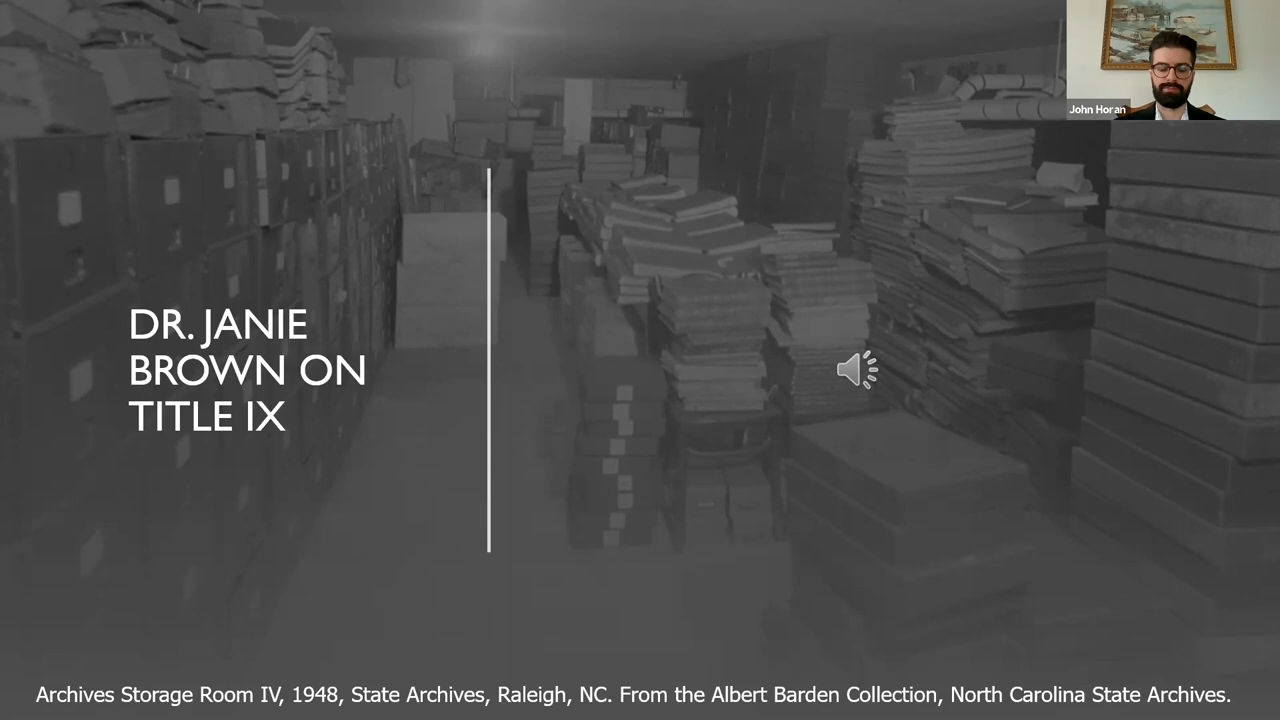 John Horan
DR. JANIE
BROWN ON
TITLE IX
Archives Storage Room IV, 1948, State Archives, Raleigh, NC. From the Albert Barden Collection, North Carolina State Archives.